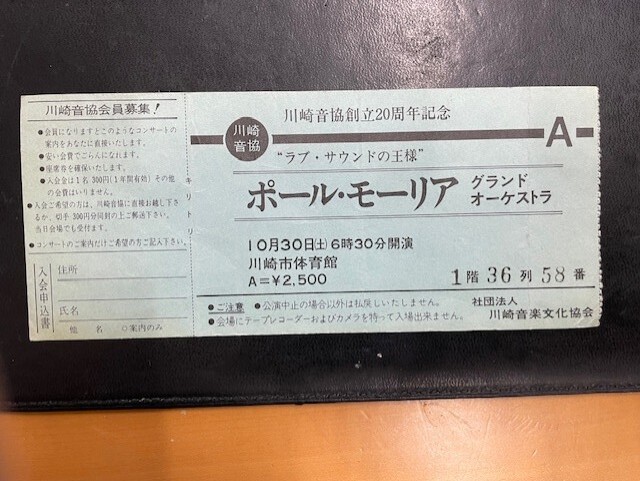 川崎音協会員募集！
●会員になりますとこのようなコンサートの
案内をあなたに直接いたします。
●安い会費でごらんになれます。
●座席券を確保いたします。
●入会金は1名300円(1年間有効)その他
の会費はいりません。
●入会ご希望の方は、川崎音協に直接お越し下さ
るか、切手300円分同封の上ご郵送下さい。
当日会場でも受付ます。
●コンサートのご案内だけご希望の方もご記入下さい。
入会申込書
住所
氏名
他 名 ○案内のみ
キリトリ
川崎音協創立20周年記念
川崎
音協
A
“ラブ・サウンドの王様”
ポール・モーリア グランド
オーケストラ
10月30日(土)6時30分開演
川崎市体育館
A=¥2,500
1階 36列 58番
●ご注意 ●公演中止の場合以外は払戻しいたしません。
●会場にテープレコーダーおよびカメラを持って入場出来ません。
社団法人
川崎音楽文化協会